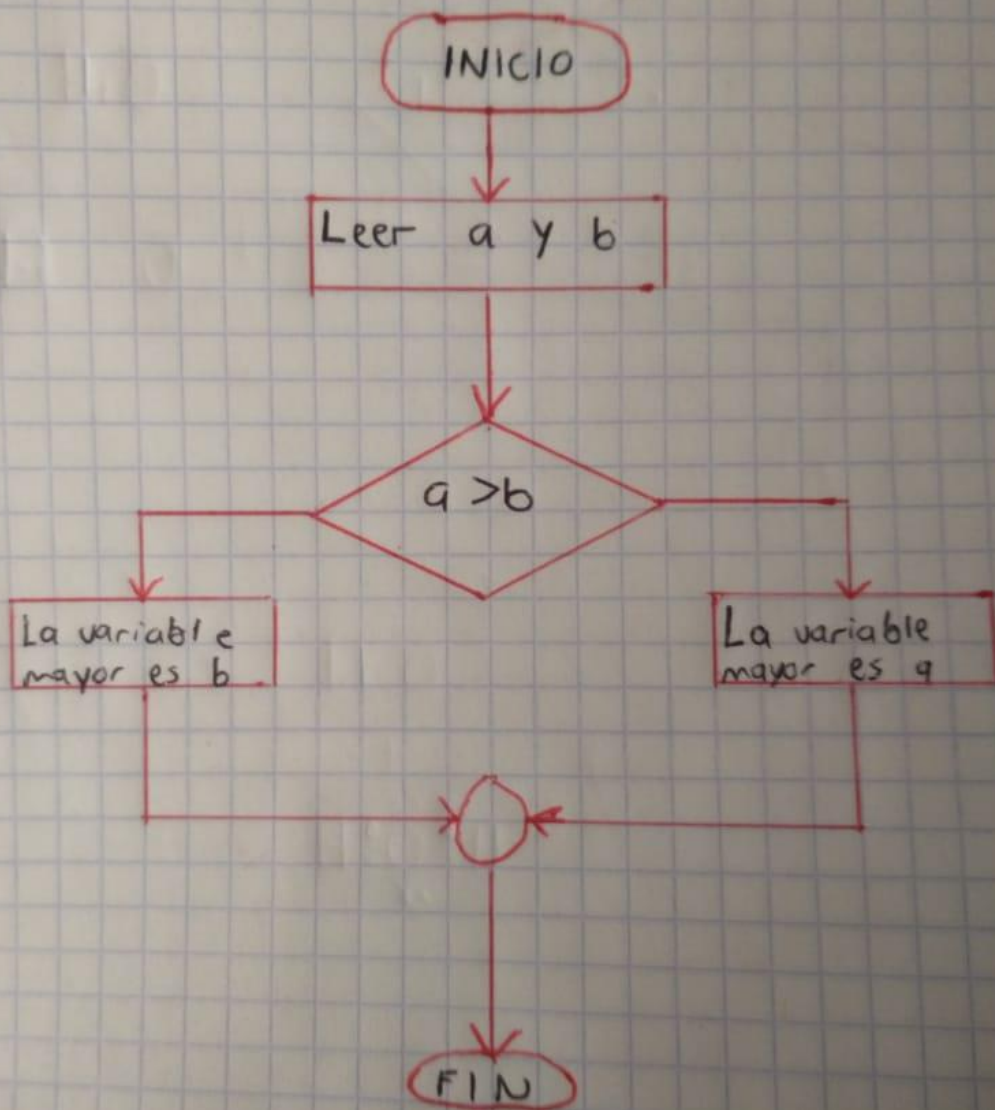 INICIO
Leer a y b
a >b
La variable
mayor es b
La variable
mayor es a
FIN